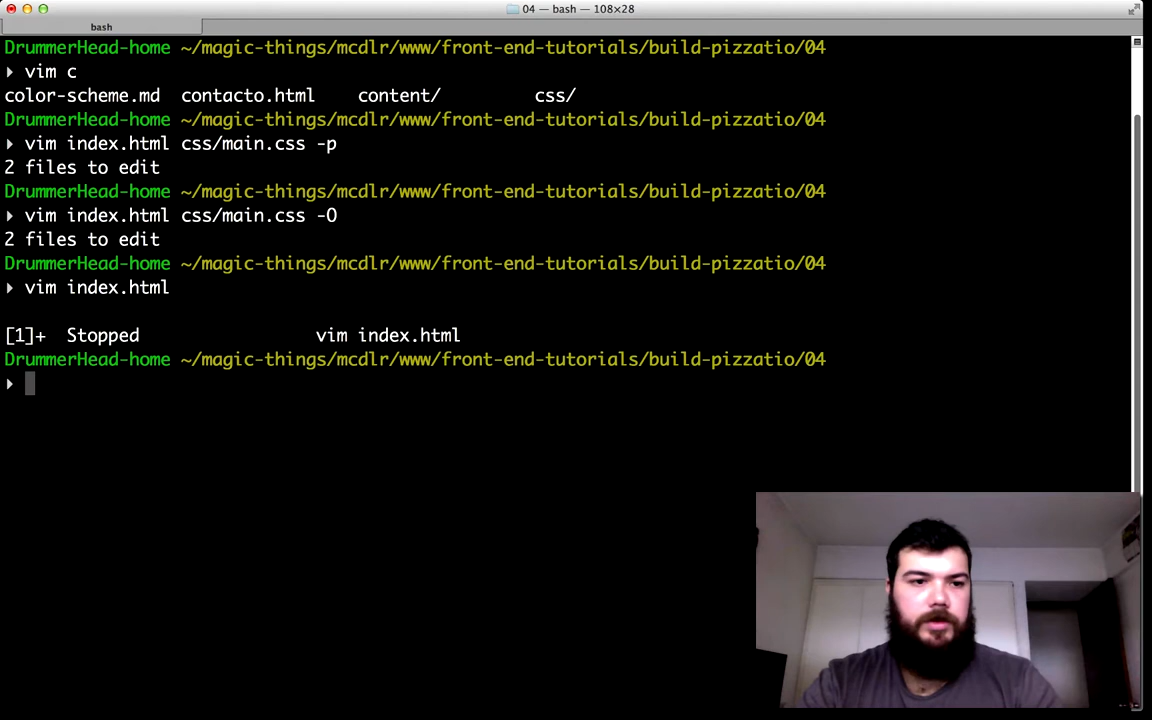 04 — bash — 108×28
bash
DrummerHead-home ~/magic-things/mcdlr/www/front-end-tutorials/build-pizzatio/04
▸ vim c
color-scheme.md contacto.html content/ css/
DrummerHead-home ~/magic-things/mcdlr/www/front-end-tutorials/build-pizzatio/04
▸ vim index.html css/main.css -p
2 files to edit
DrummerHead-home ~/magic-things/mcdlr/www/front-end-tutorials/build-pizzatio/04
▸ vim index.html css/main.css -O
2 files to edit
DrummerHead-home ~/magic-things/mcdlr/www/front-end-tutorials/build-pizzatio/04
▸ vim index.html
[1]+ Stopped vim index.html
DrummerHead-home ~/magic-things/mcdlr/www/front-end-tutorials/build-pizzatio/04
▸